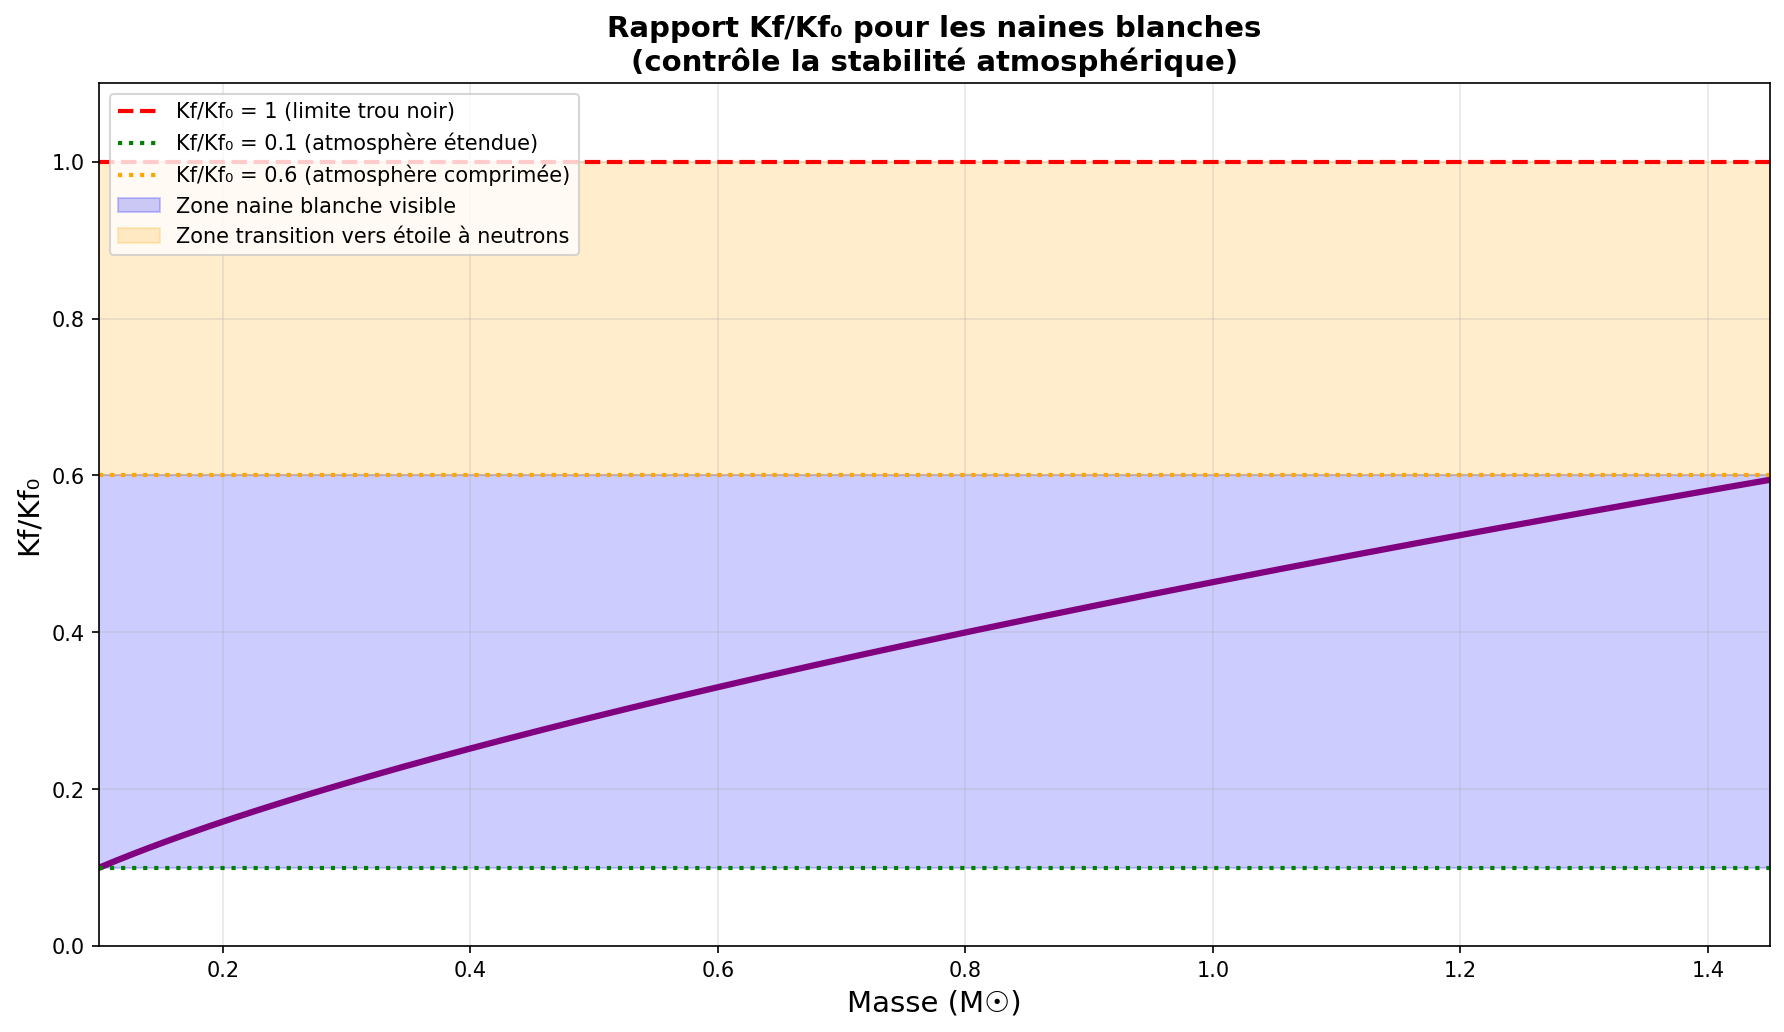 Rapport Kf/Kf₀ pour les naines blanches
(contrôle la stabilité atmosphérique)
Kf/Kf₀ = 1 (limite trou noir)
Kf/Kf₀ = 0.1 (atmosphère étendue)
Kf/Kf₀ = 0.6 (atmosphère comprimée)
Zone naine blanche visible
Zone transition vers étoile à neutrons
Kf/Kf₀
1.0
0.8
0.6
0.4
0.2
0.0
0.2 0.4 0.6 0.8 1.0 1.2 1.4
Masse (M☉)